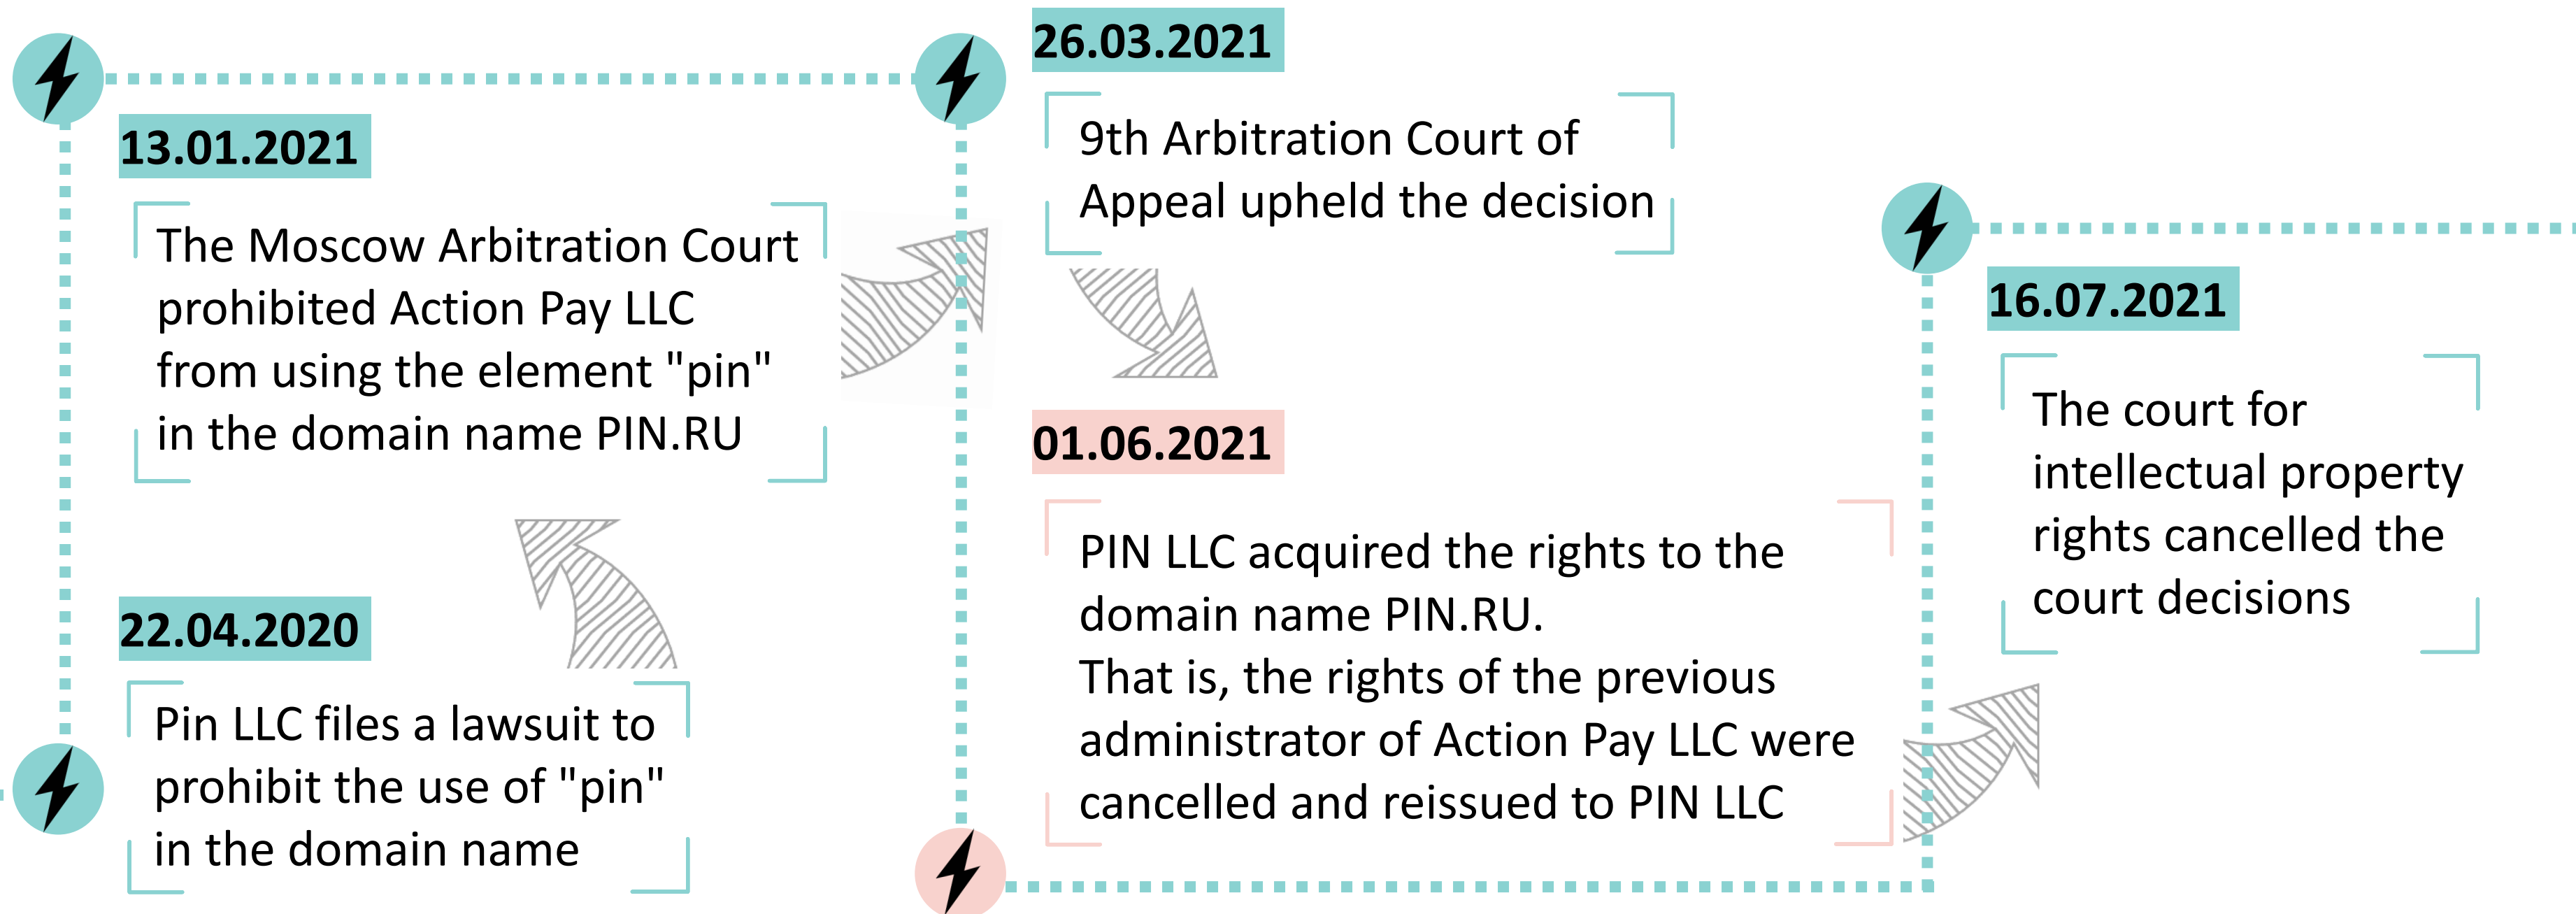 22.04.2020
Pin LLC files a lawsuit to
prohibit the use of "pin"
in the domain name
13.01.2021
The Moscow Arbitration Court
prohibited Action Pay LLC
from using the element "pin"
in the domain name PIN.RU
26.03.2021
9th Arbitration Court of
Appeal upheld the decision
01.06.2021
PIN LLC acquired the rights to the
domain name PIN.RU.
That is, the rights of the previous
administrator of Action Pay LLC were
cancelled and reissued to PIN LLC
16.07.2021
The court for
intellectual property
rights cancelled the
court decisions